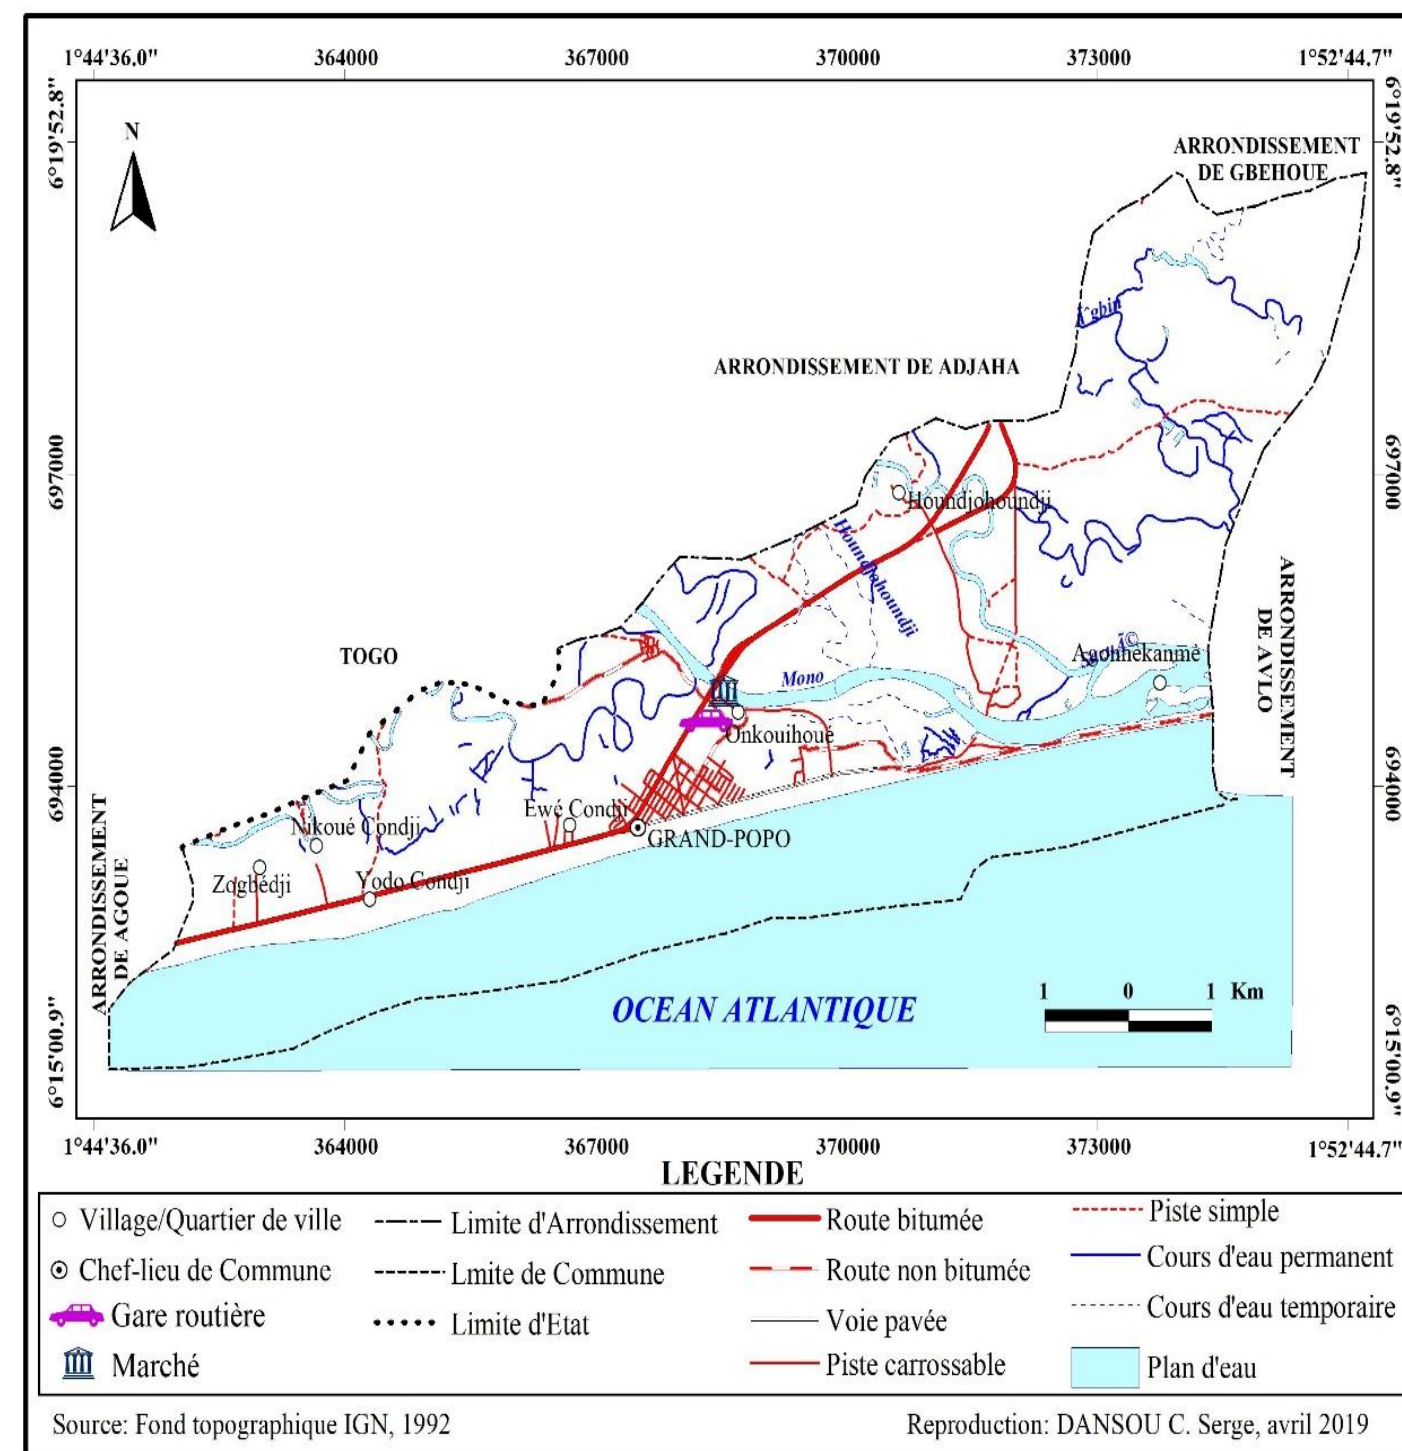 1°44'36.0" 364000 367000 370000 373000 1°52'44.7"
6°19'52.8"
6°19'52.8"
N
ARRONDISSEMENT
DE GBEHOUE
ARRONDISSEMENT DE ADJAHA
697000
697000
Houndjohoundji
Houndjohoundji
ARRONDISSEMENT
DE AVLO
TOGO
Agonnékanmè
Mono
Onkouihoué
694000
694000
Ewé Condji
Nikoué Condji
GRAND-POPO
Zogbédji
Yodo Condji
ARRONDISSEMENT
DE AGOUE
OCEAN ATLANTIQUE
1 0 1 Km
6°15'00.9"
6°15'00.9"
1°44'36.0" 364000 367000 370000 373000 1°52'44.7"
LEGENDE
Village/Quartier de ville
Chef-lieu de Commune
Gare routière
Marché
Limite d'Arrondissement
Lmite de Commune
Limite d'Etat
Route bitumée
Route non bitumée
Voie pavée
Piste carrossable
Piste simple
Cours d'eau permanent
Cours d'eau temporaire
Plan d'eau
Source: Fond topographique IGN, 1992
Reproduction: DANSOU C. Serge, avril 2019